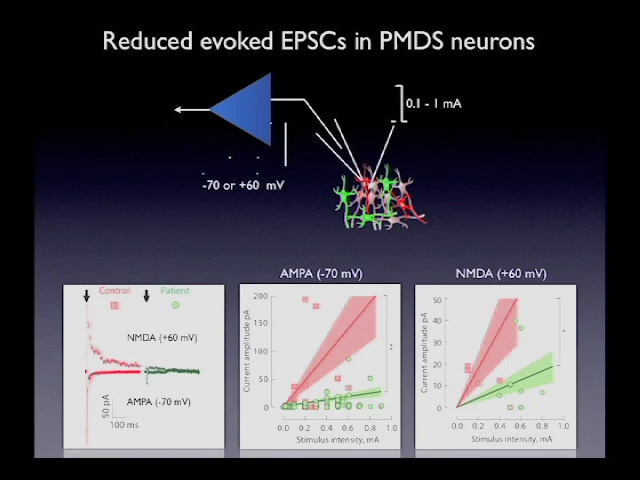 Reduced evoked EPSCs in PMDS neurons
0.1 - 1 mA
-70 or +60 mV
AMPA (-70 mV)
NMDA (+60 mV)
Control
Patient
NMDA (+60 mV)
AMPA (-70 mV)
50 pA
100 ms
Current amplitude pA
200
150
100
50
0
0.0 0.2 0.4 0.6 0.8 1.0
Stimulus intensity, mA
Current amplitude pA
50
40
30
20
10
0
0.0 0.2 0.4 0.6 0.8 1.0
Stimulus intensity, mA